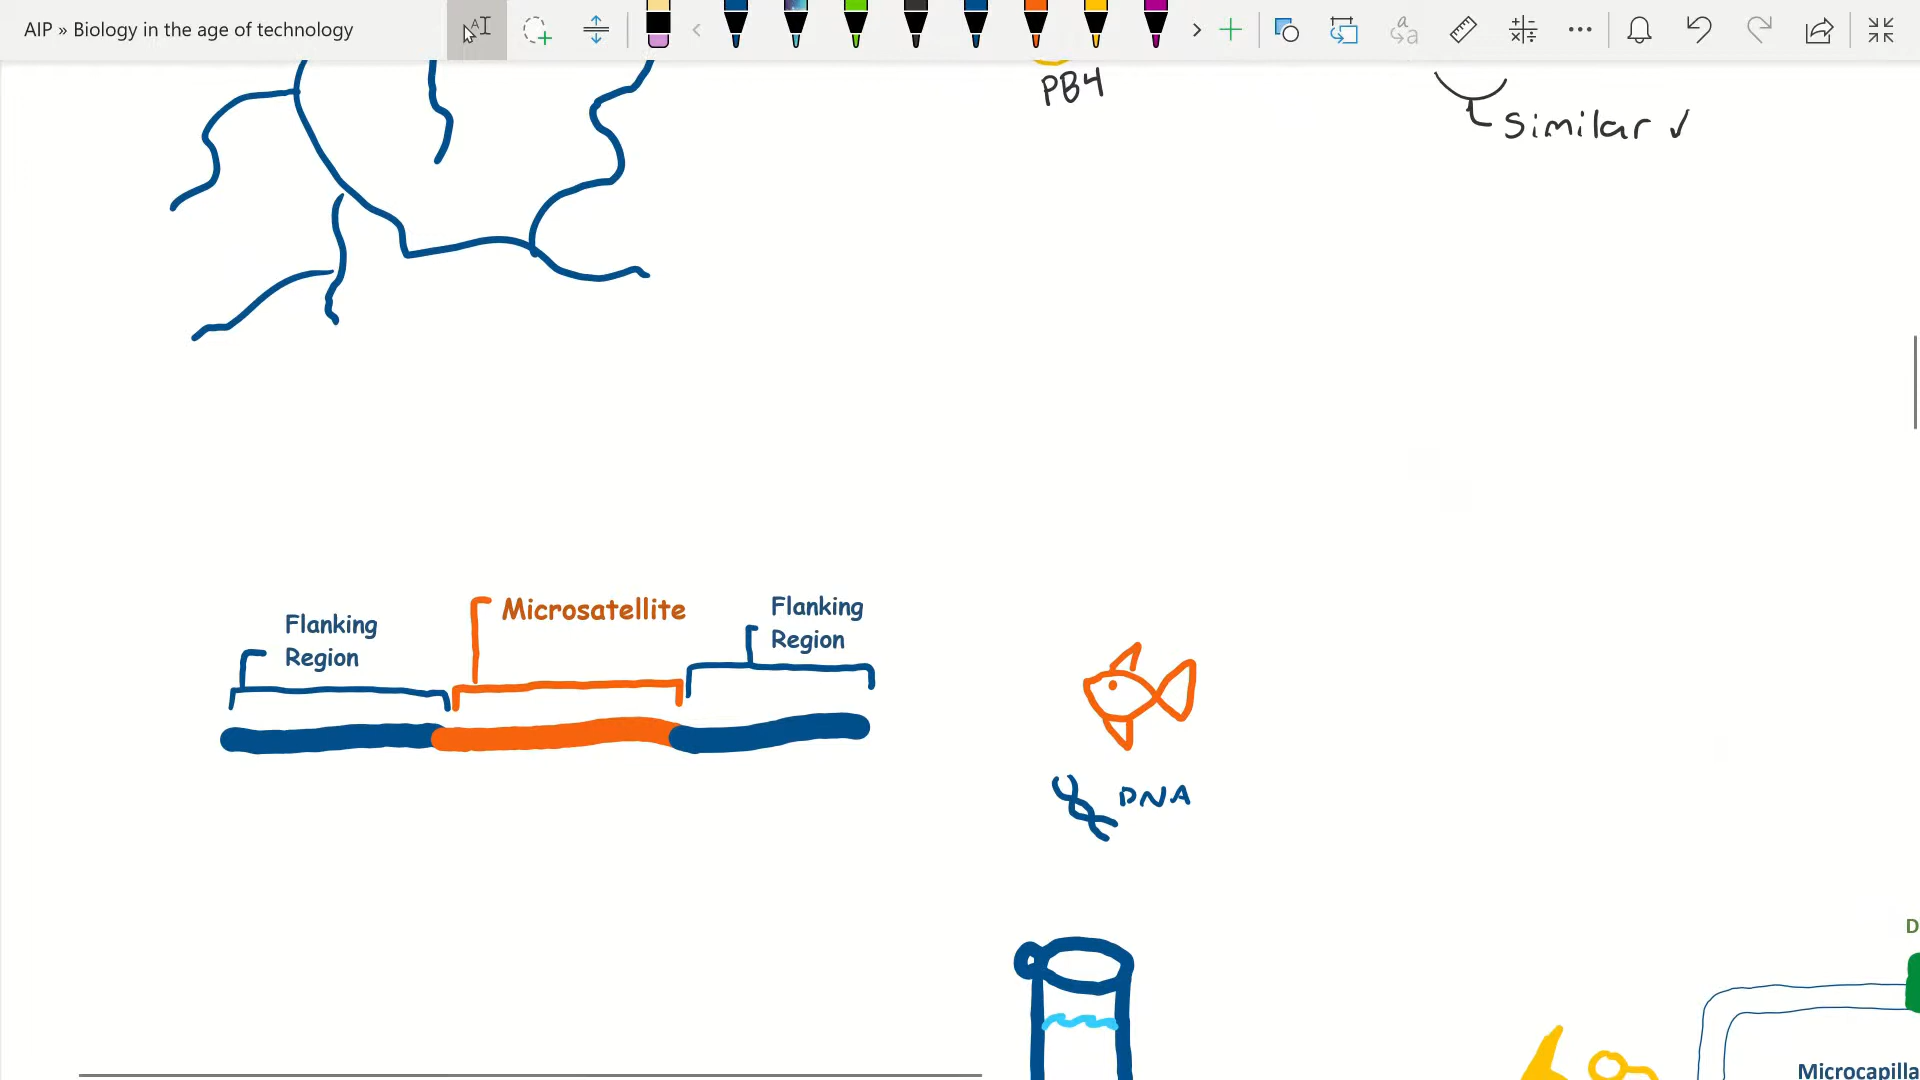 AIP » Biology in the age of technology
PB4
Similar ✓
Flanking
Region
Microsatellite
Flanking
Region
DNA
D
Microcapilla